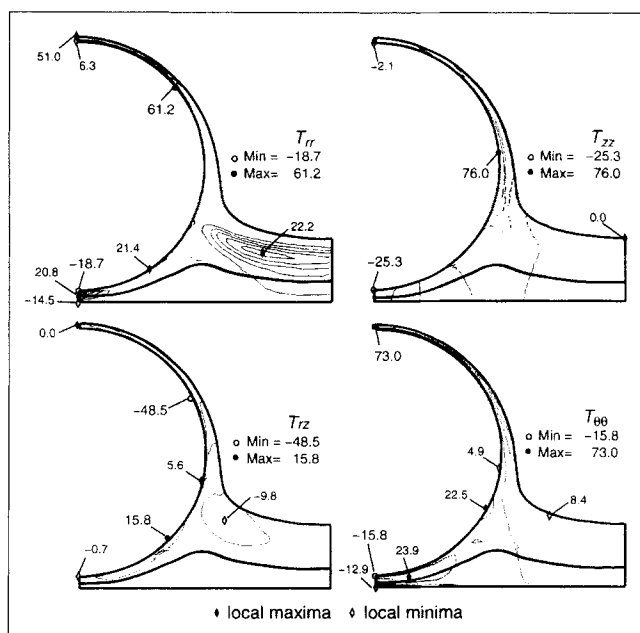 51.0
6.3
61.2
T_rr
○ Min = −18.7
● Max= 61.2
22.2
21.4
−18.7
20.8
−14.5
−2.1
T_zz
○ Min = −25.3
● Max= 76.0
76.0
0.0
−25.3
0.0
−48.5
T_rz
○ Min = −48.5
● Max= 15.8
5.6
−9.8
15.8
−0.7
73.0
T_θθ
○ Min = −15.8
● Max= 73.0
4.9
22.5
8.4
−15.8
−12.9
23.9
♦ local maxima ◊ local minima